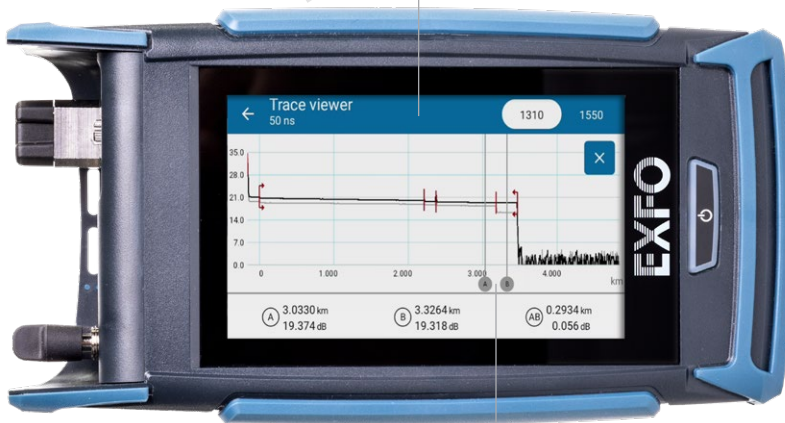 Trace viewer
50 ns
1310
1550
35.0
28.0
21.0
14.0
7.0
0.0
0
1.000
2.000
3.000
4.000
km
A
B
A 3.0330 km
19.374 dB
B 3.3264 km
19.318 dB
AB 0.2934 km
0.056 dB
EXFO